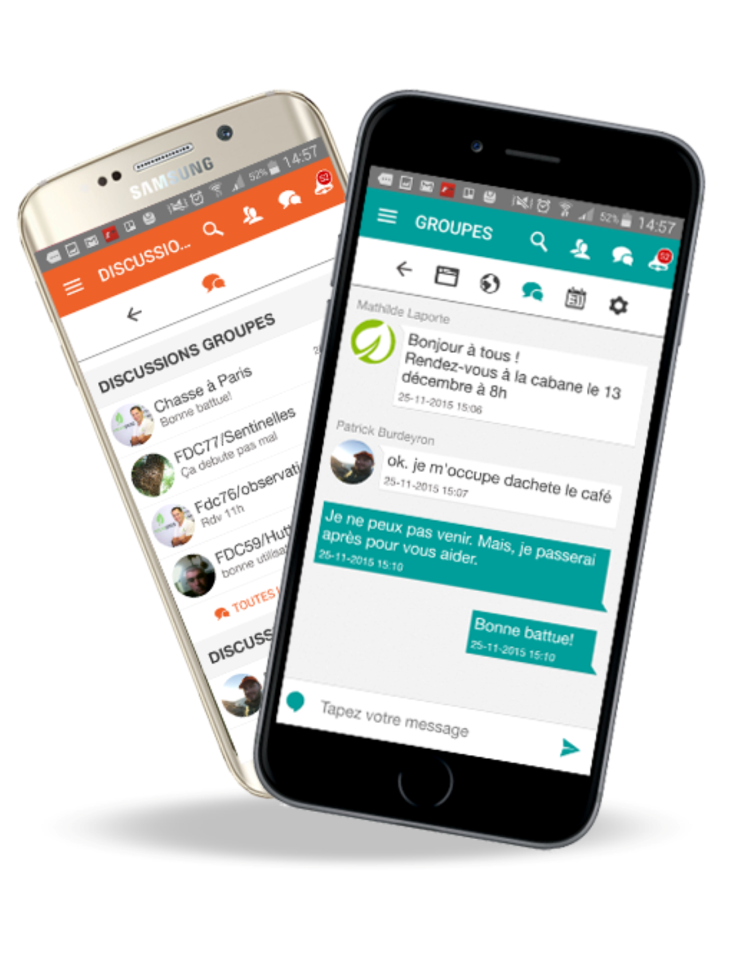 SAMSUNG
52% 14:57
DISCUSSIO...
DISCUSSIONS GROUPES
Chasse à Paris
Bonne battue!
FDC77/Sentinelles
Ça debute pas mal
Fdc76/observati
Rdv 11h
FDC59/Hutt
bonne utilisa
TOUTES
DISCUSS
52% 14:57
GROUPES
52
Mathilde Laporte
Bonjour à tous !
Rendez-vous à la cabane le 13
décembre à 8h
25-11-2015 15:06
Patrick Burdeyron
ok. je m'occupe dachete le café
25-11-2015 15:07
Je ne peux pas venir. Mais, je passerai
après pour vous aider.
25-11-2015 15:10
Bonne battue!
25-11-2015 15:10
Tapez votre message